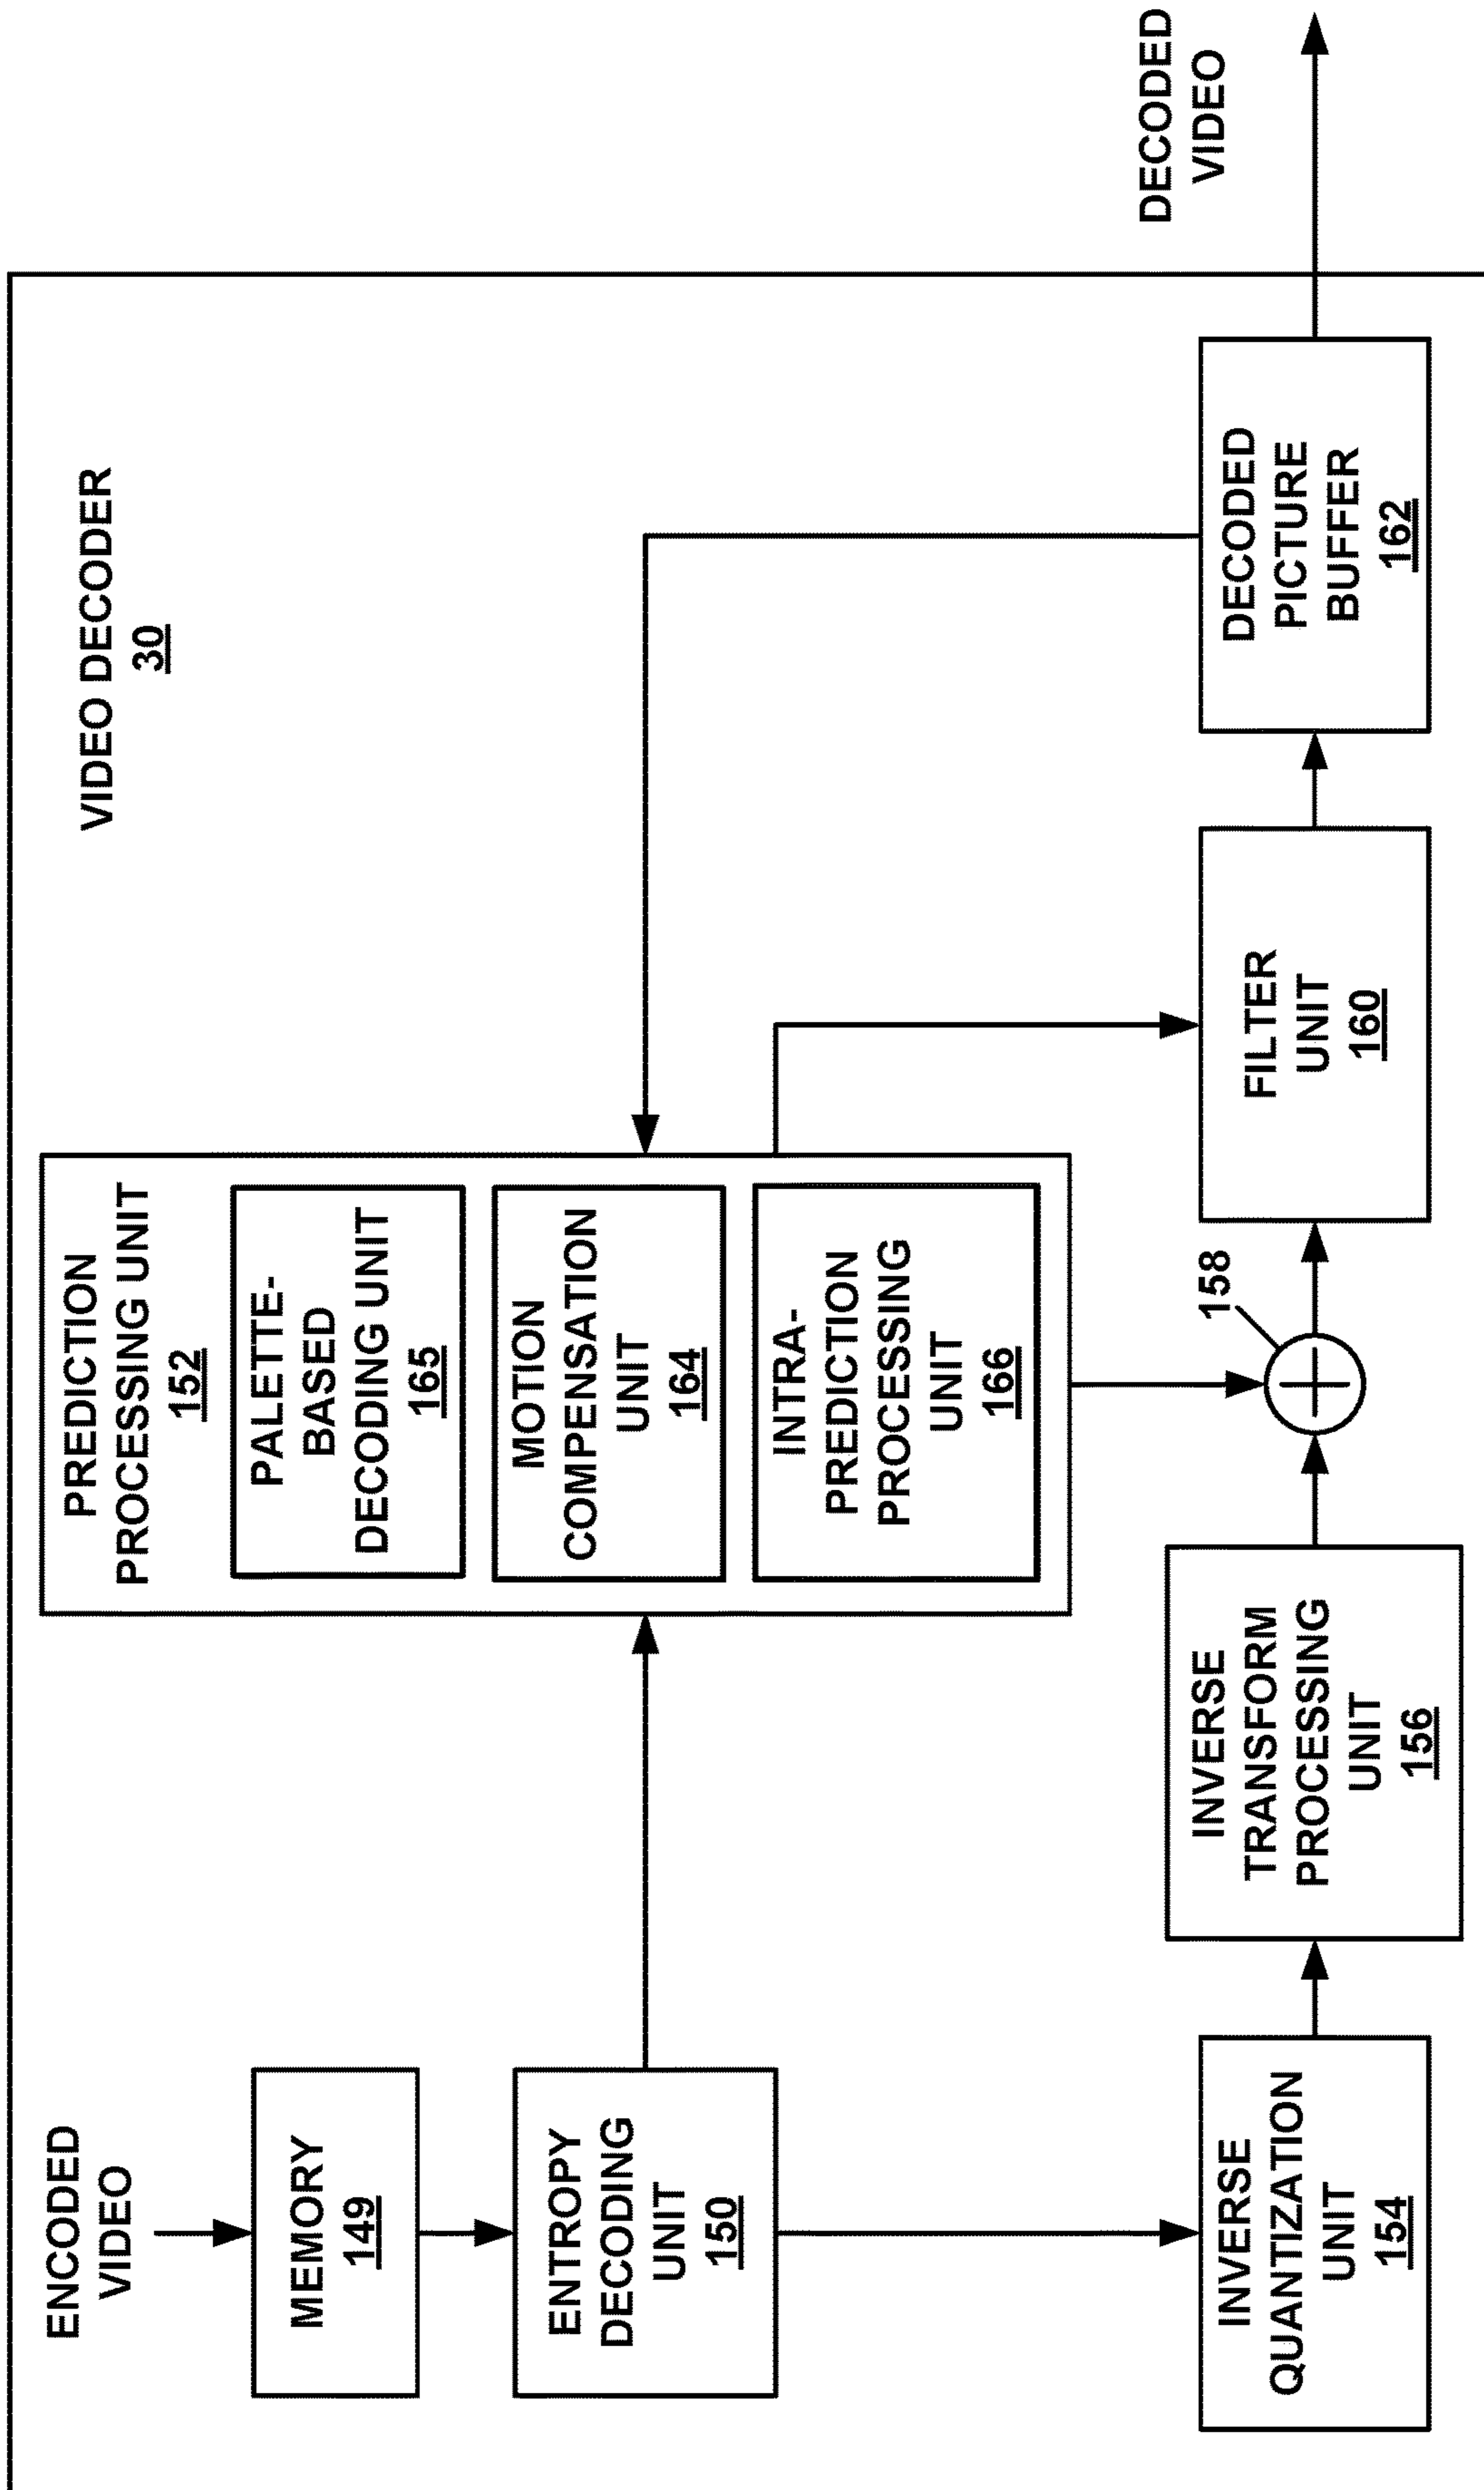 VIDEO DECODER
30
ENCODED
VIDEO
MEMORY
149
ENTROPY
DECODING
UNIT
150
PREDICTION
PROCESSING UNIT
152
PALETTE-
BASED
DECODING UNIT
165
MOTION
COMPENSATION
UNIT
164
INTRA-
PREDICTION
PROCESSING
UNIT
166
INVERSE
QUANTIZATION
UNIT
154
INVERSE
TRANSFORM
PROCESSING
UNIT
156
158
FILTER
UNIT
160
DECODED
PICTURE
BUFFER
162
DECODED
VIDEO